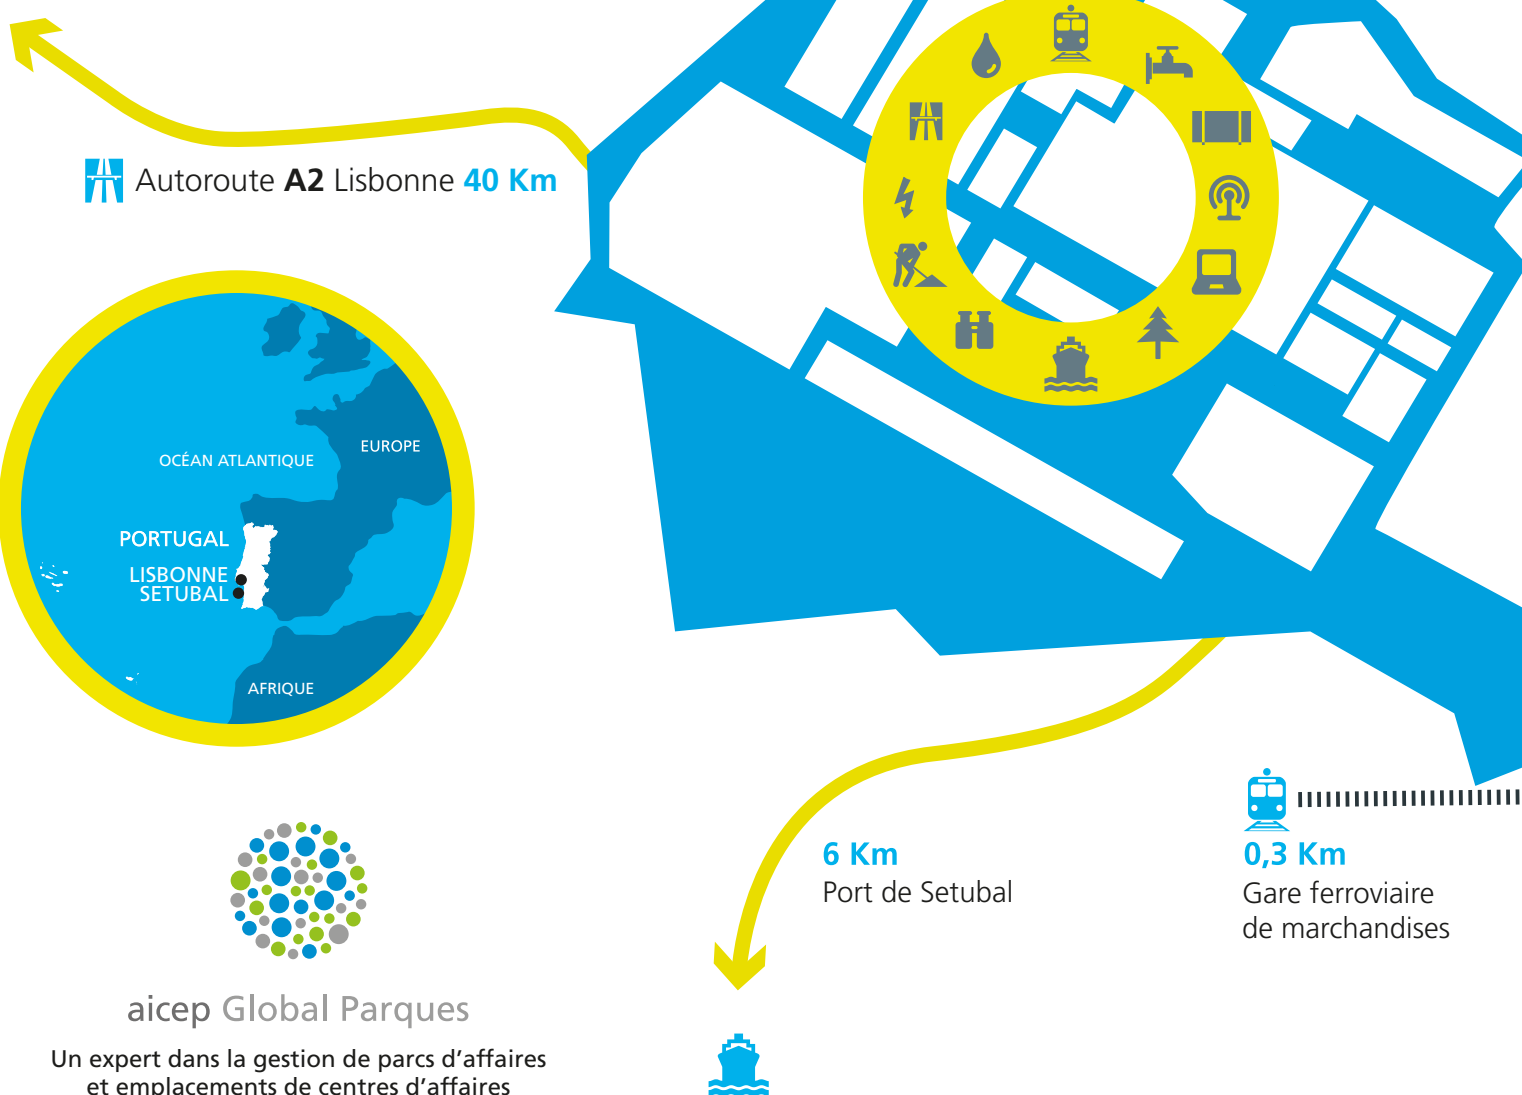 Autoroute A2 Lisbonne 40 Km
OCÉAN ATLANTIQUE
EUROPE
PORTUGAL
LISBONNE
SETUBAL
AFRIQUE
6 Km
Port de Setubal
0,3 Km
Gare ferroviaire
de marchandises
aicep Global Parques
Un expert dans la gestion de parcs d'affaires
et emplacements de centres d'affaires